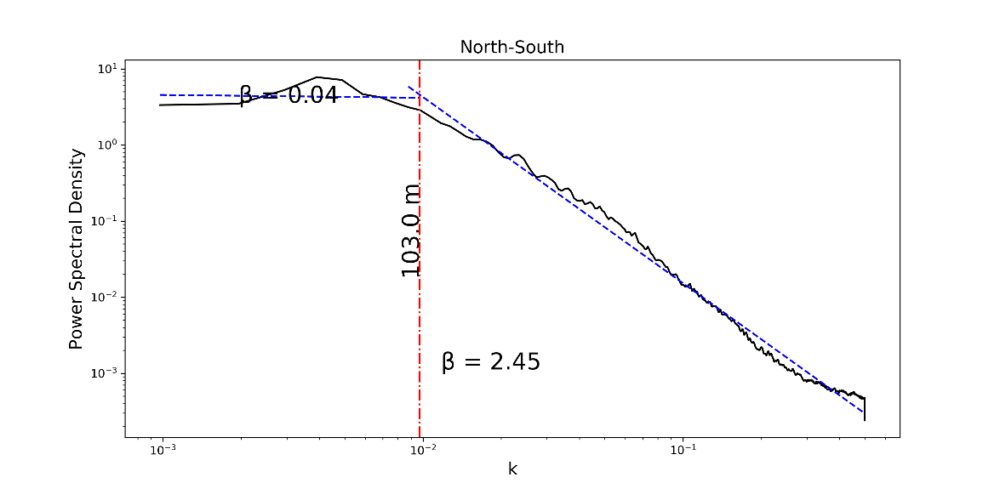 North-South
10¹
10⁰
10⁻¹
10⁻²
10⁻³
Power Spectral Density
β = 0.04
103.0 m
β = 2.45
10⁻³
10⁻²
10⁻¹
k